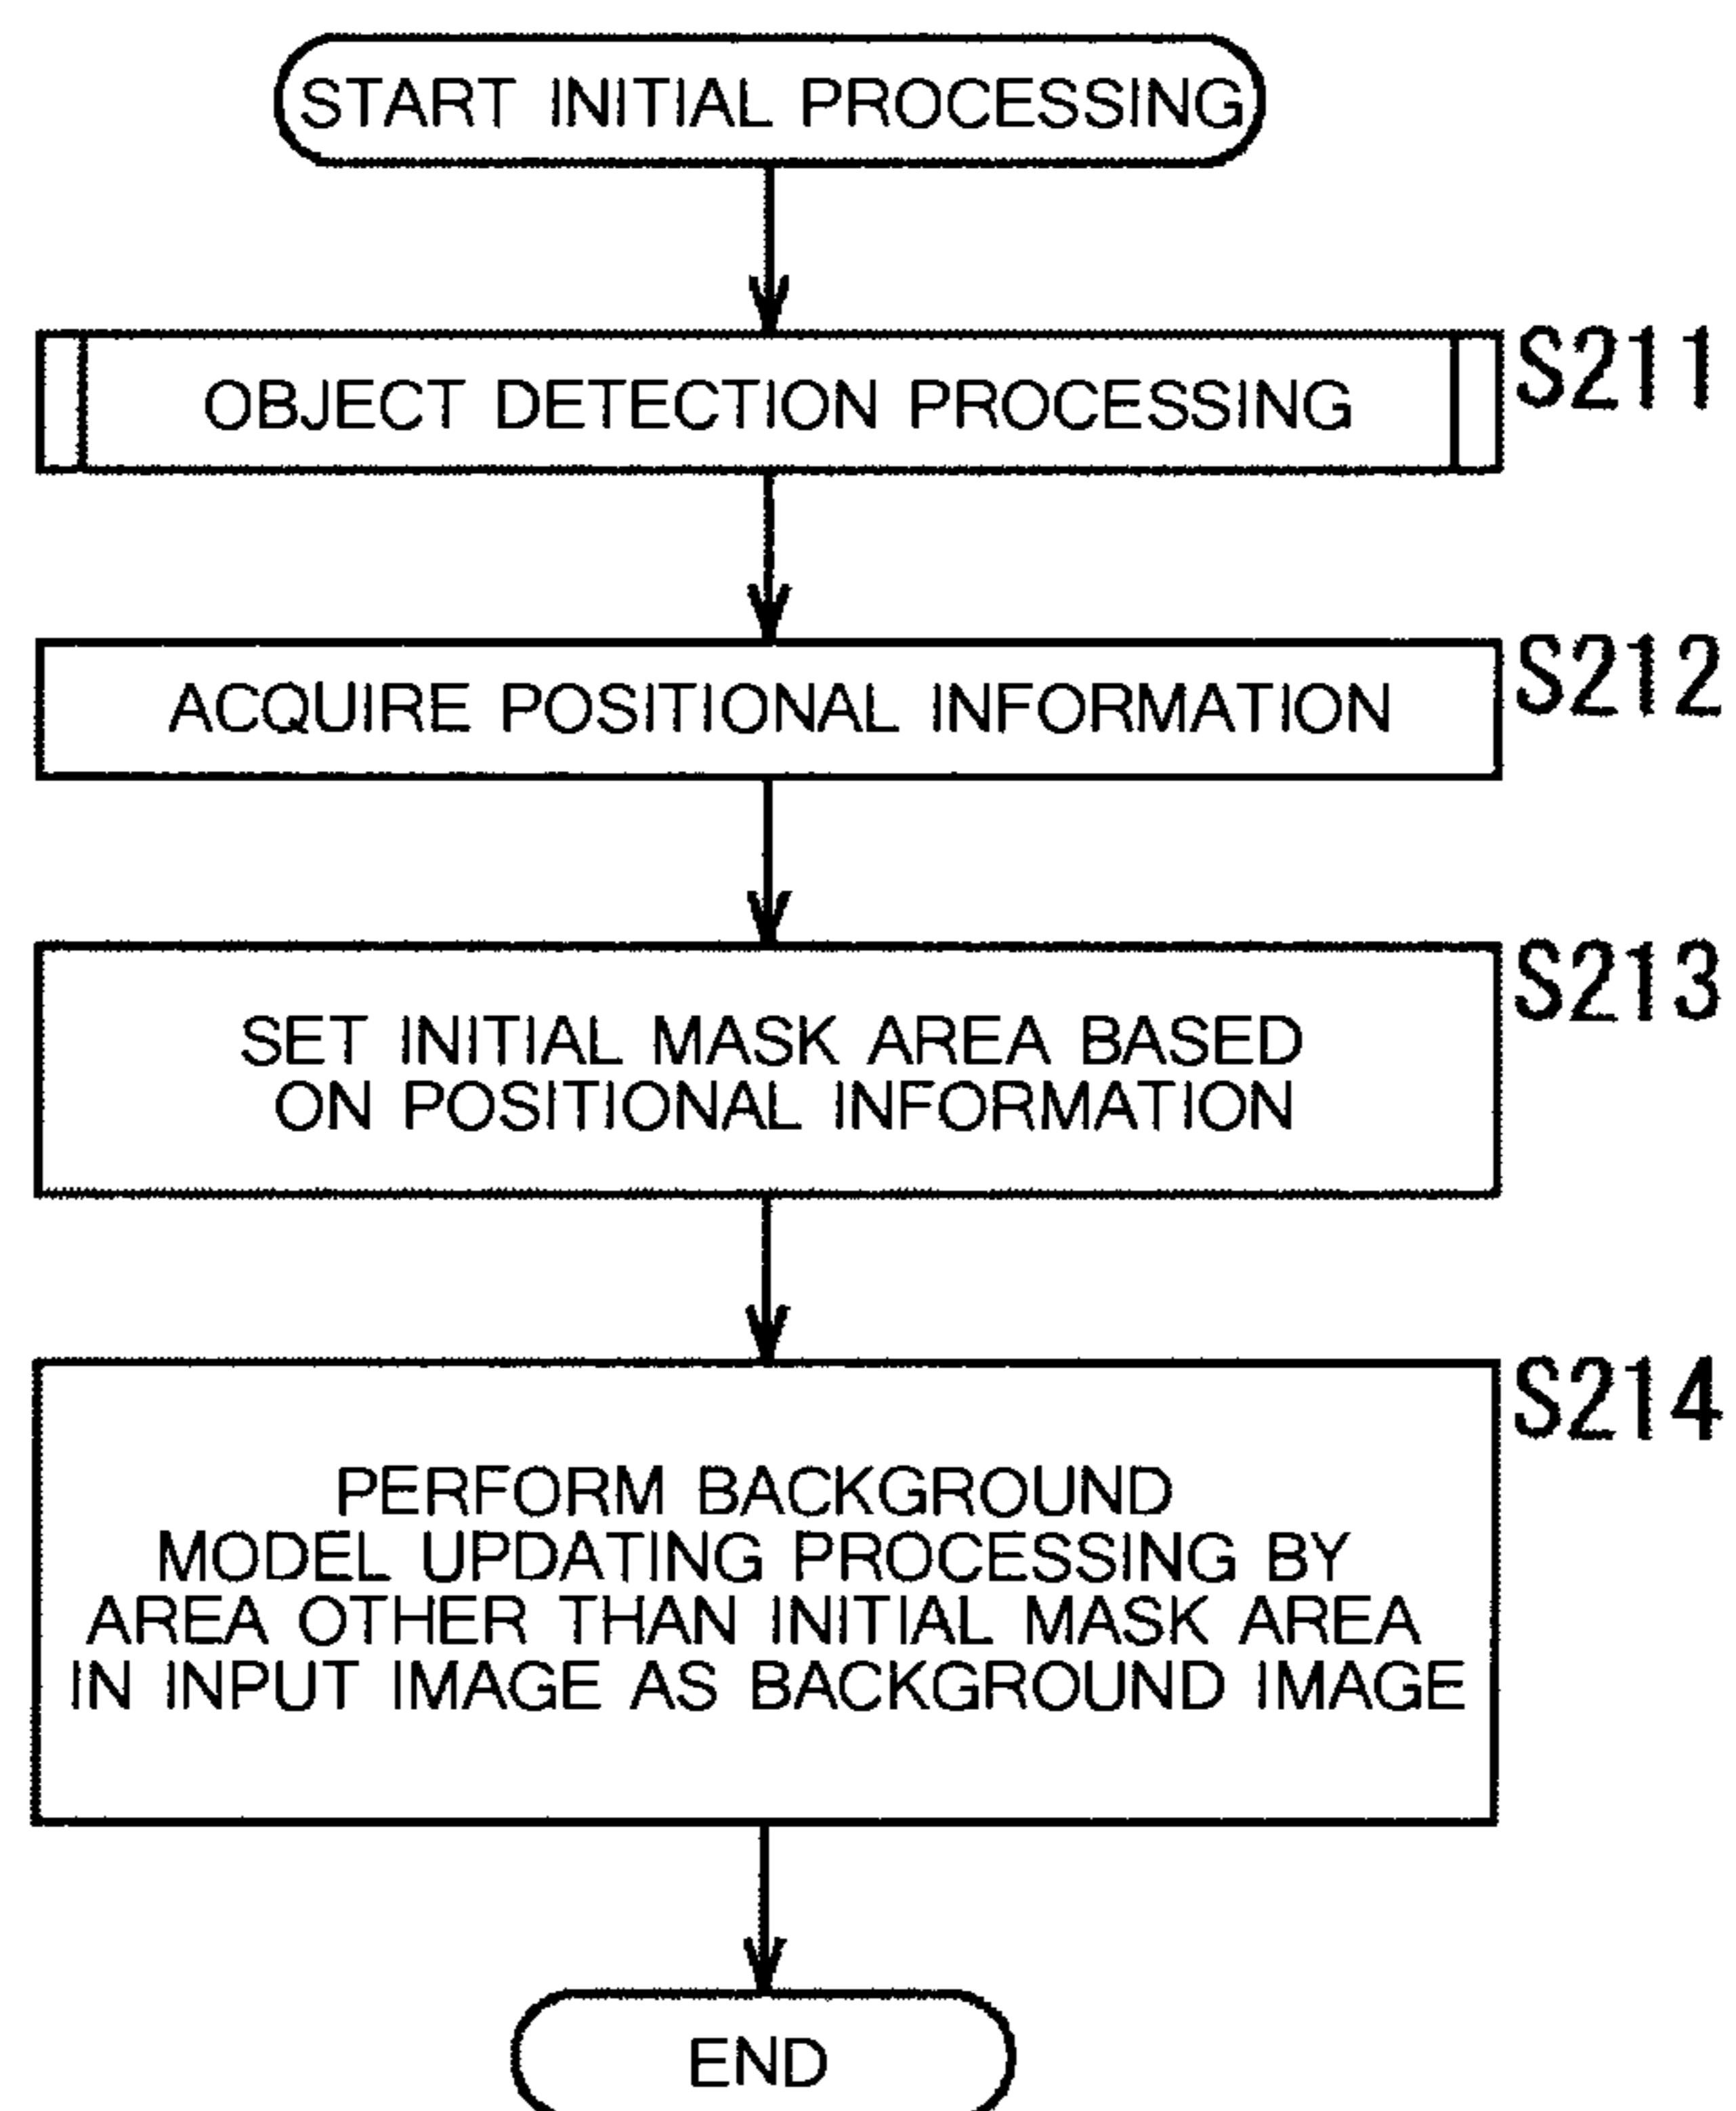 START INITIAL PROCESSING
OBJECT DETECTION PROCESSING
S211
ACQUIRE POSITIONAL INFORMATION
S212
SET INITIAL MASK AREA BASED
ON POSITIONAL INFORMATION
S213
PERFORM BACKGROUND
MODEL UPDATING PROCESSING BY
AREA OTHER THAN INITIAL MASK AREA
IN INPUT IMAGE AS BACKGROUND IMAGE
S214
END